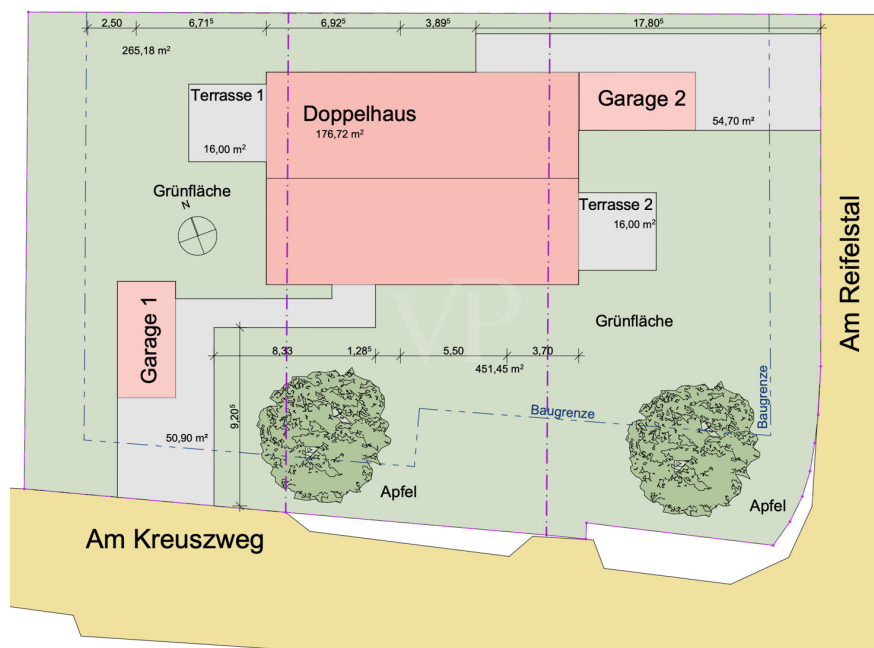 2,50 6,71⁵ 6,92⁵ 3,89⁵ 17,80⁵
265,18 m²
Terrasse 1
16,00 m²
Doppelhaus
176,72 m²
Garage 2
54,70 m²
Grünfläche
N
Terrasse 2
16,00 m²
VP
Garage 1
Grünfläche
Am Reifelstal
8,33 1,28⁵ 5,50 3,70
451,45 m²
9,20⁵
Baugrenze
Baugrenze
50,90 m²
Apfel
Apfel
Am Kreuszweg